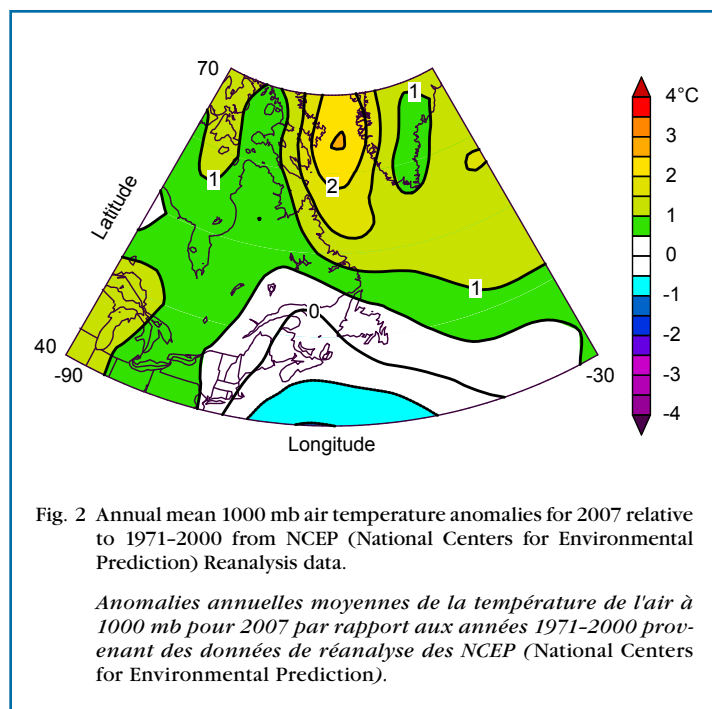 70
1
1
2
1
0
Latitude
40
-90
-30
Longitude
4°C
3
2
1
0
-1
-2
-3
-4
Fig. 2 Annual mean 1000 mb air temperature anomalies for 2007 relative
to 1971–2000 from NCEP (National Centers for Environmental
Prediction) Reanalysis data.
Anomalies annuelles moyennes de la température de l'air à
1000 mb pour 2007 par rapport aux années 1971–2000 prov-
enant des données de réanalyse des NCEP (National Centers
for Environmental Prediction).